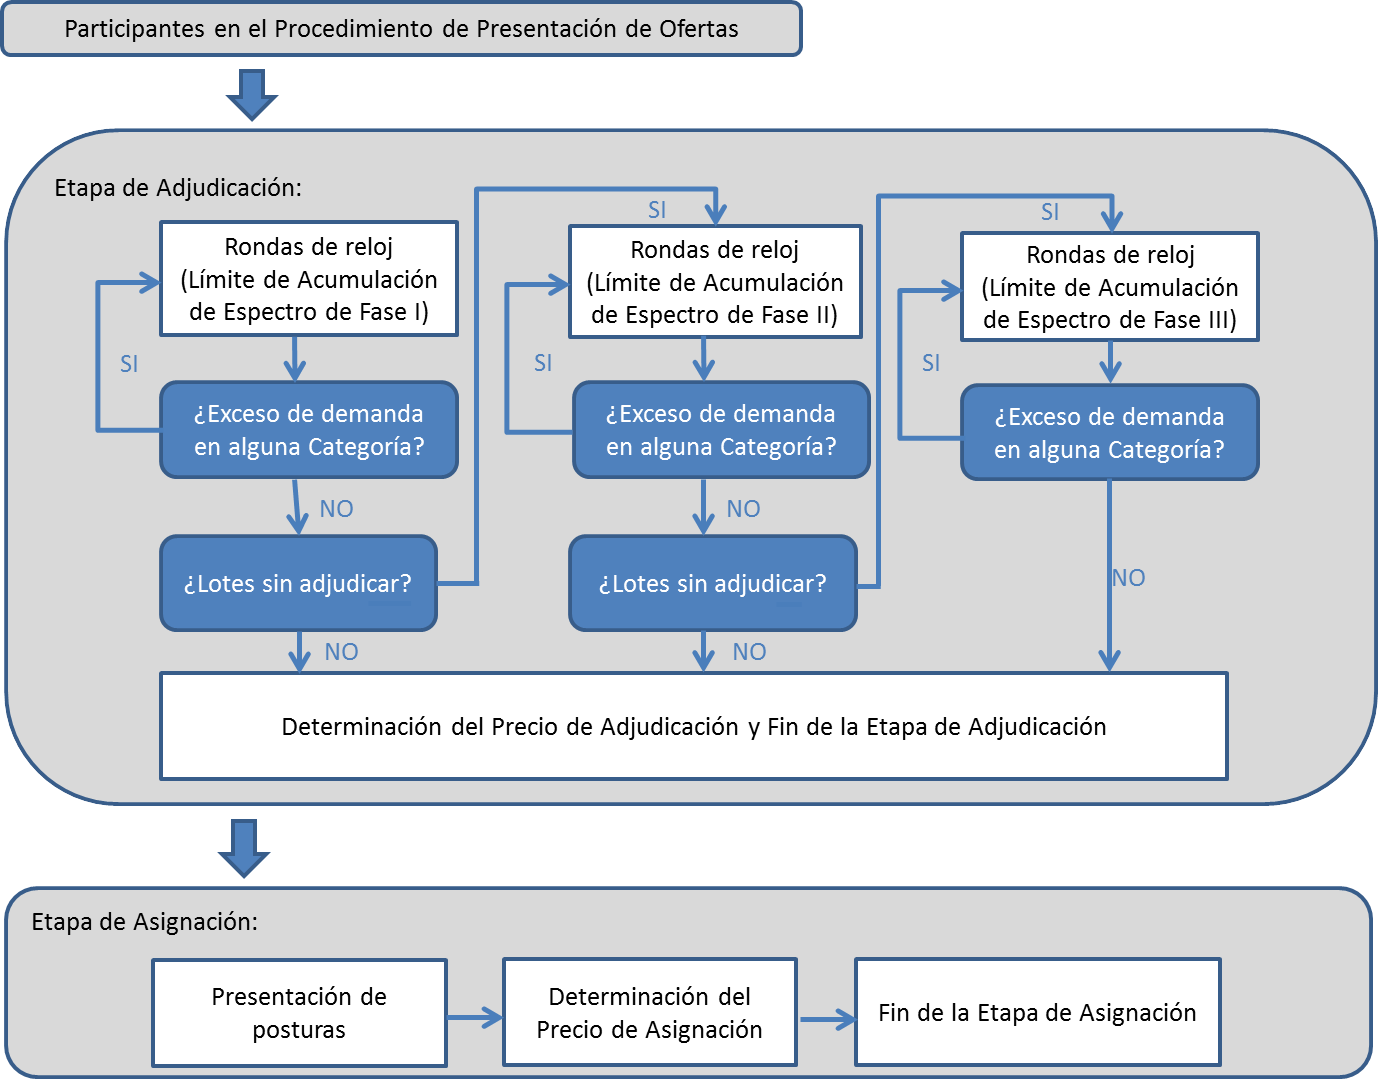 Participantes en el Procedimiento de Presentación de Ofertas
Etapa de Adjudicación:
Rondas de reloj
(Límite de Acumulación
de Espectro de Fase I)
SI
¿Exceso de demanda
en alguna Categoría?
NO
¿Lotes sin adjudicar?
NO
SI
Rondas de reloj
(Límite de Acumulación
de Espectro de Fase II)
SI
¿Exceso de demanda
en alguna Categoría?
NO
¿Lotes sin adjudicar?
NO
SI
Rondas de reloj
(Límite de Acumulación
de Espectro de Fase III)
SI
¿Exceso de demanda
en alguna Categoría?
NO
Determinación del Precio de Adjudicación y Fin de la Etapa de Adjudicación
Etapa de Asignación:
Presentación de
posturas
Determinación del
Precio de Asignación
Fin de la Etapa de Asignación